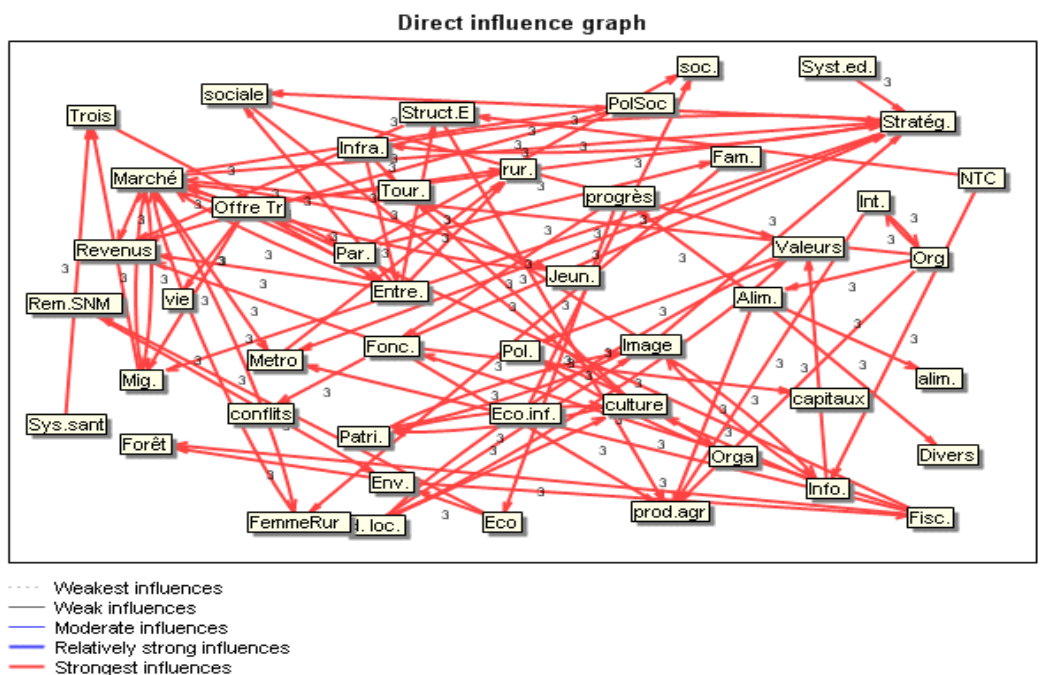 Direct influence graph
soc.
Syst.ed.
sociale
PolSoc
Trois
Struct.E
Stratég.
Infra.
Fam.
Marché
rur.
NTC
Tour.
progrès
Int.
Offre Tr
Revenus
Par.
Valeurs
Org
Jeun.
Entre.
Rem.SNM
vie
Alim.
Fonc.
Pol.
Image
Metro
Mig.
alim.
capitaux
culture
conflits
Eco.inf.
Sys.sant
Patri.
Forêt
Orga
Divers
Env.
Info.
FemmeRur
l. loc.
Eco
prod.agr
Fisc.
Weakest influences
Weak influences
Moderate influences
Relatively strong influences
Strongest influences